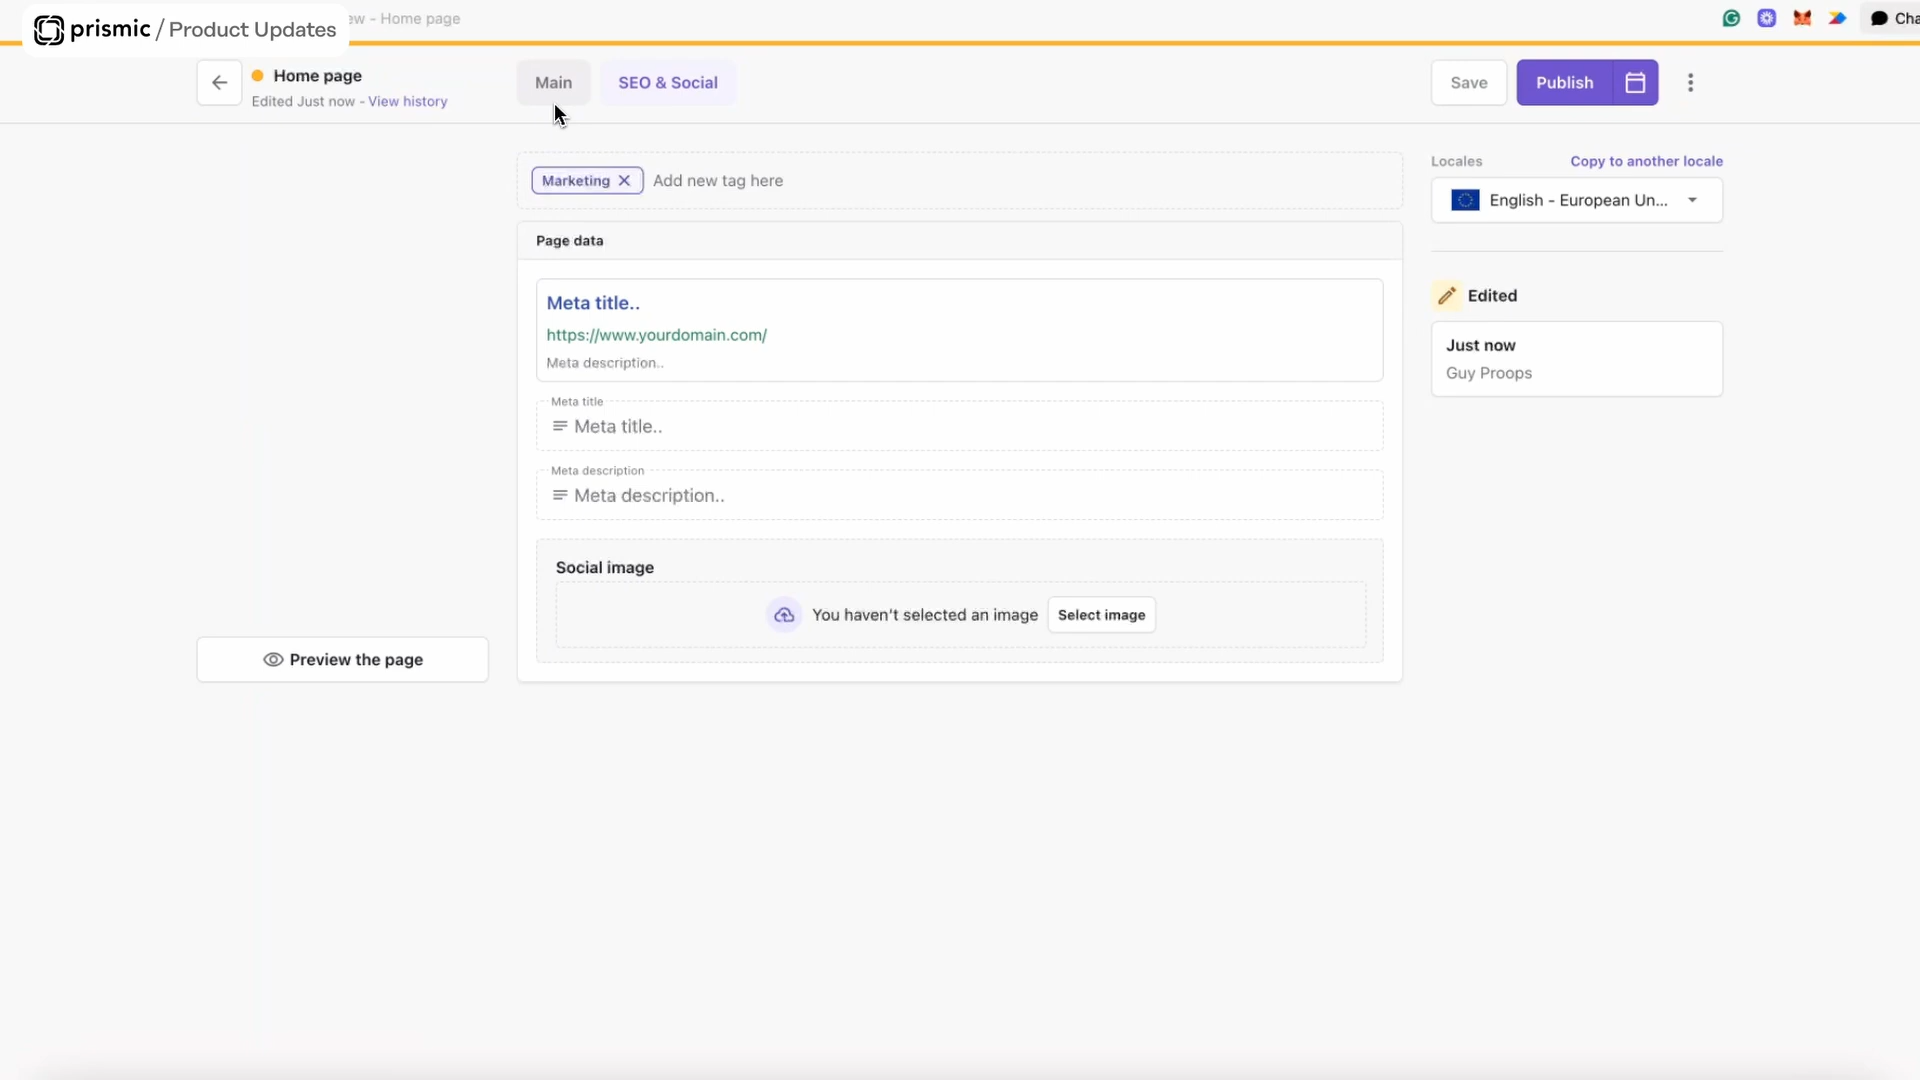 prismic / Product Updates
ew - Home page
Cha
Home page
Edited Just now - View history
Main
SEO & Social
Save
Publish
Marketing
Add new tag here
Page data
Meta title..
https://www.yourdomain.com/
Meta description..
Meta title
Meta title..
Meta description
Meta description..
Social image
You haven't selected an image
Select image
Preview the page
Locales
Copy to another locale
English - European Un...
Edited
Just now
Guy Proops